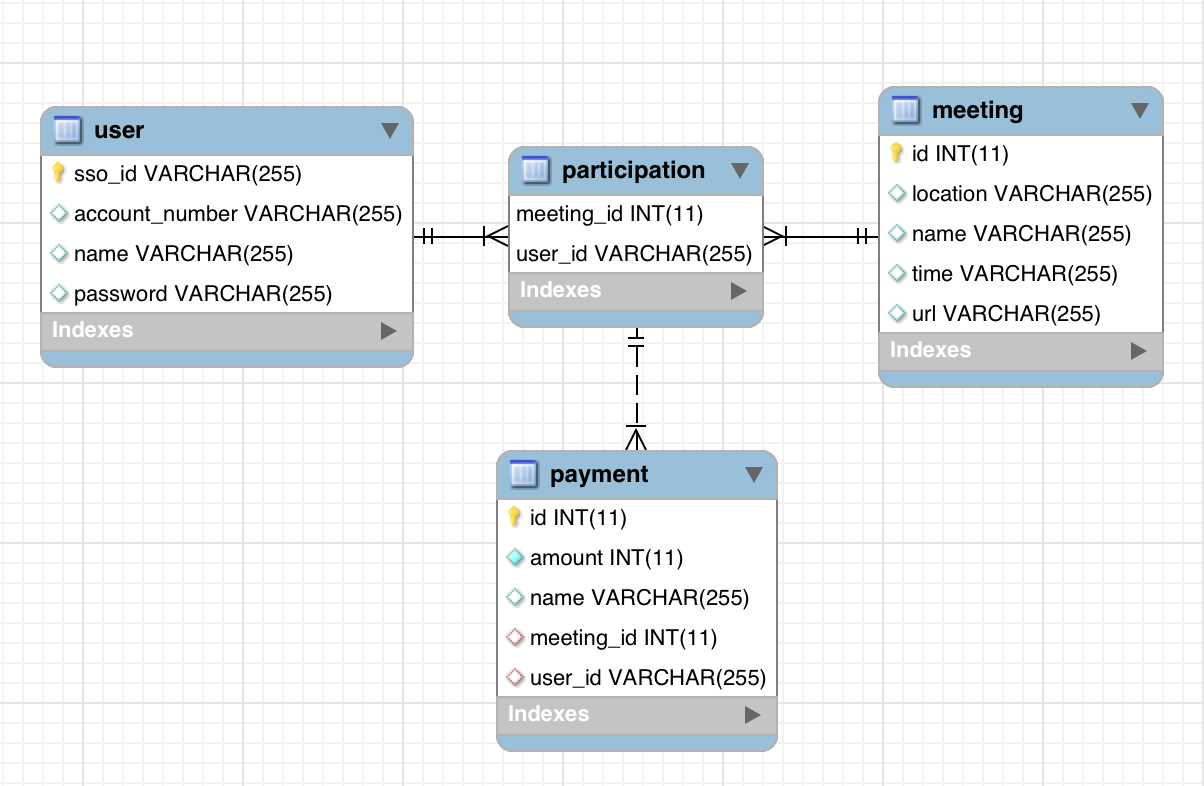 user
sso_id VARCHAR(255)
account_number VARCHAR(255)
name VARCHAR(255)
password VARCHAR(255)
Indexes
participation
meeting_id INT(11)
user_id VARCHAR(255)
Indexes
meeting
id INT(11)
location VARCHAR(255)
name VARCHAR(255)
time VARCHAR(255)
url VARCHAR(255)
Indexes
payment
id INT(11)
amount INT(11)
name VARCHAR(255)
meeting_id INT(11)
user_id VARCHAR(255)
Indexes